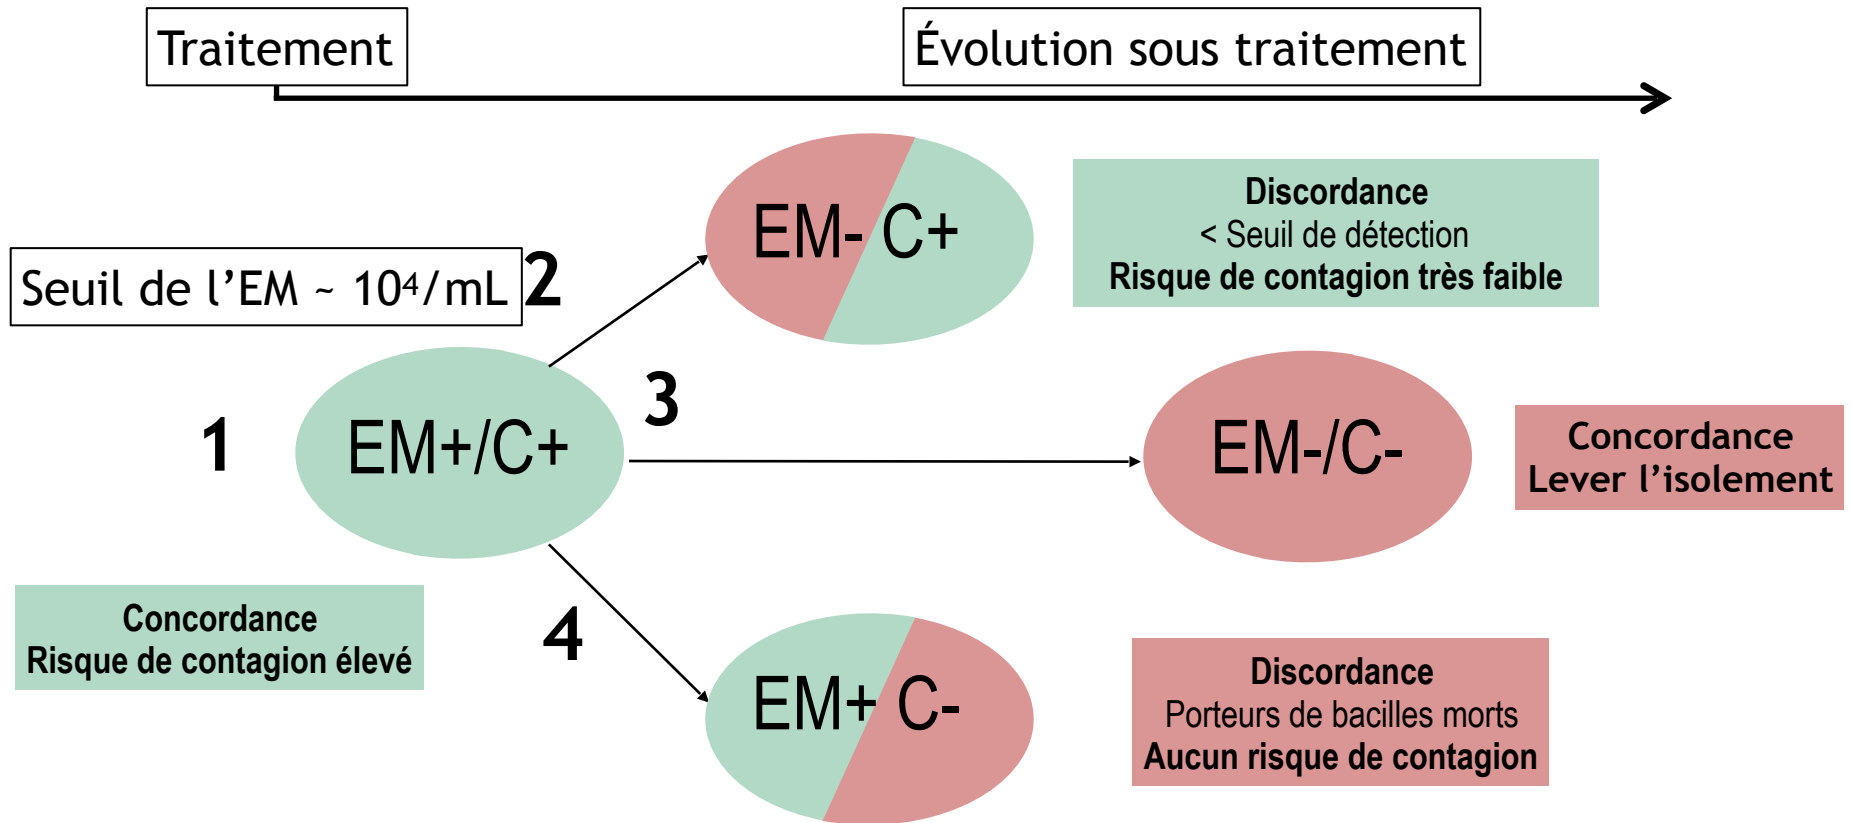 Traitement
Évolution sous traitement
EM- C+
Discordance
< Seuil de détection
Risque de contagion très faible
Seuil de l’EM ~ 10⁴/mL
2
1
EM+/C+
3
EM-/C-
Concordance
Lever l’isolement
Concordance
Risque de contagion élevé
4
EM+ C-
Discordance
Porteurs de bacilles morts
Aucun risque de contagion